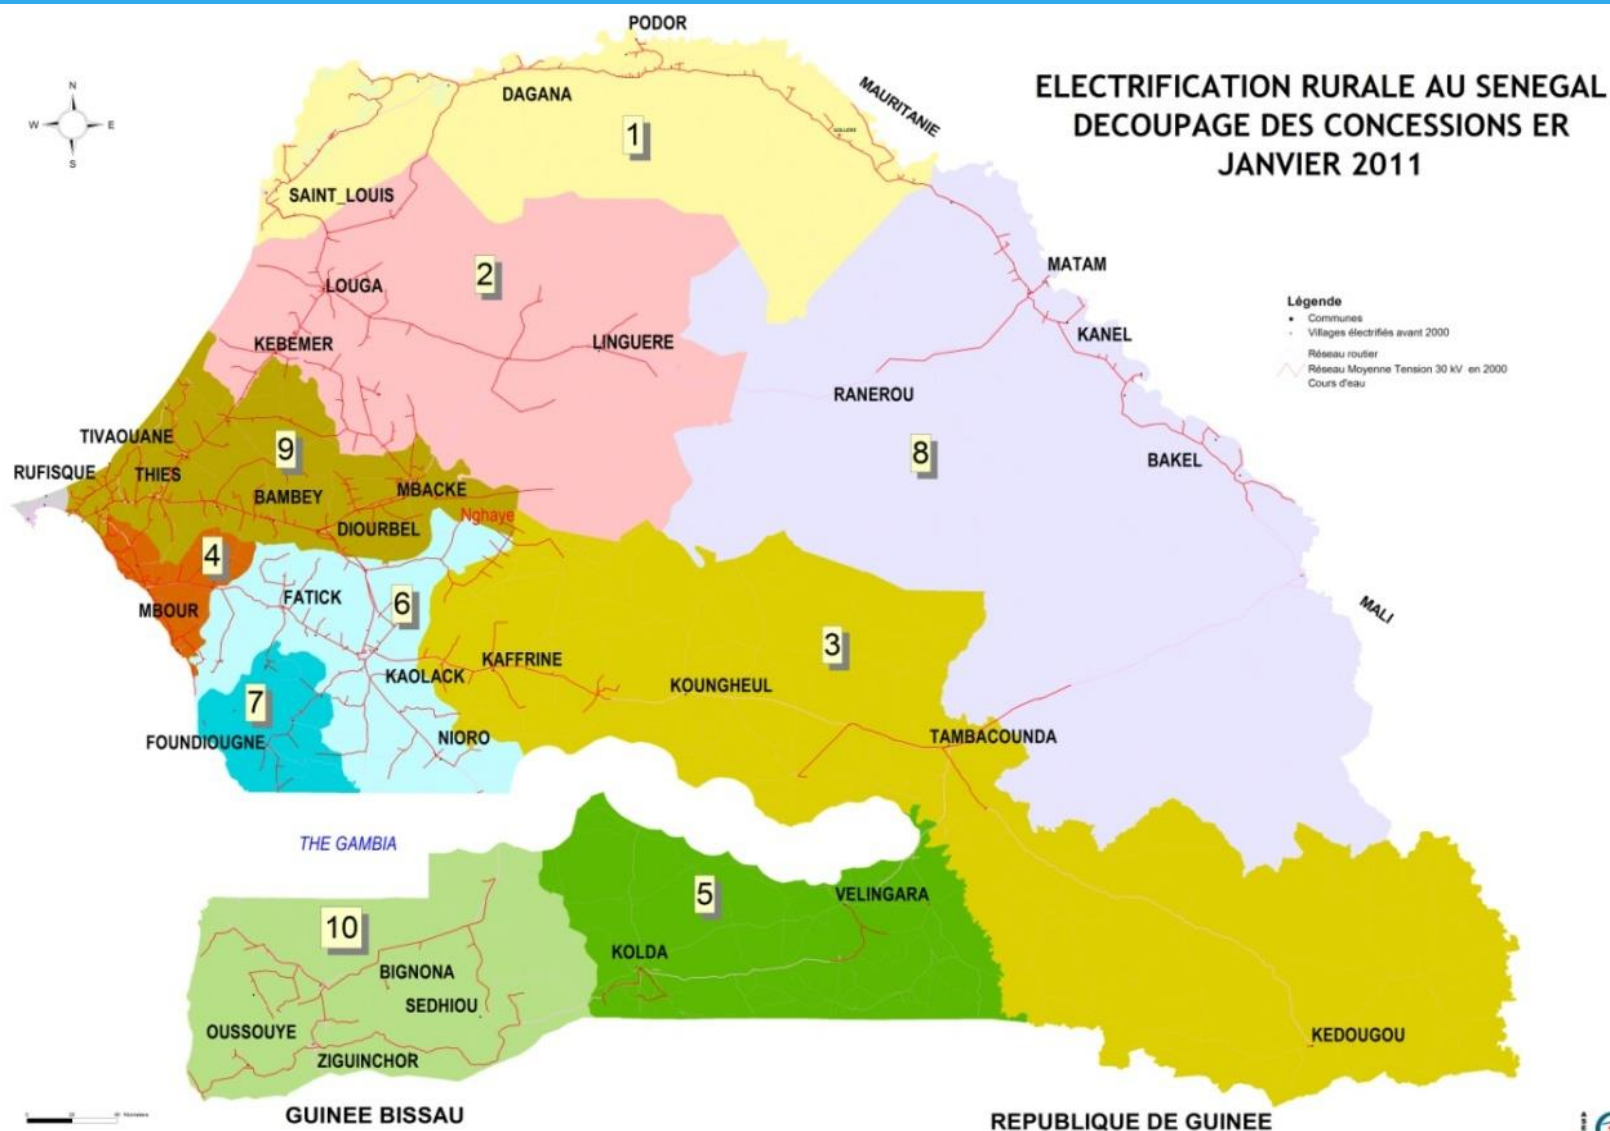 PODOR
ELECTRIFICATION RURALE AU SENEGAL
DECOUPAGE DES CONCESSIONS ER
JANVIER 2011
N
W
E
S
DAGANA
MAURITANIE
1
SAINT_LOUIS
2
MATAM
LOUGA
Légende
Communes
Villages électrifiés avant 2000
Réseau routier
Réseau Moyenne Tension 30 kV en 2000
Cours d'eau
KEBEMER
LINGUERE
KANEL
RANEROU
TIVAOUANE
9
8
BAKEL
RUFISQUE
THIES
BAMBEY
MBACKE
Nghaye
DIOURBEL
4
FATICK
6
MBOUR
MALI
3
KAFFRINE
KAOLACK
KOUNGHEUL
7
FOUNDIOUGNE
NIORO
TAMBACOUNDA
THE GAMBIA
5
VELINGARA
10
KOLDA
BIGNONA
SEDHIOU
OUSSOUYE
ZIGUINCHOR
KEDOUGOU
GUINEE BISSAU
REPUBLIQUE DE GUINEE